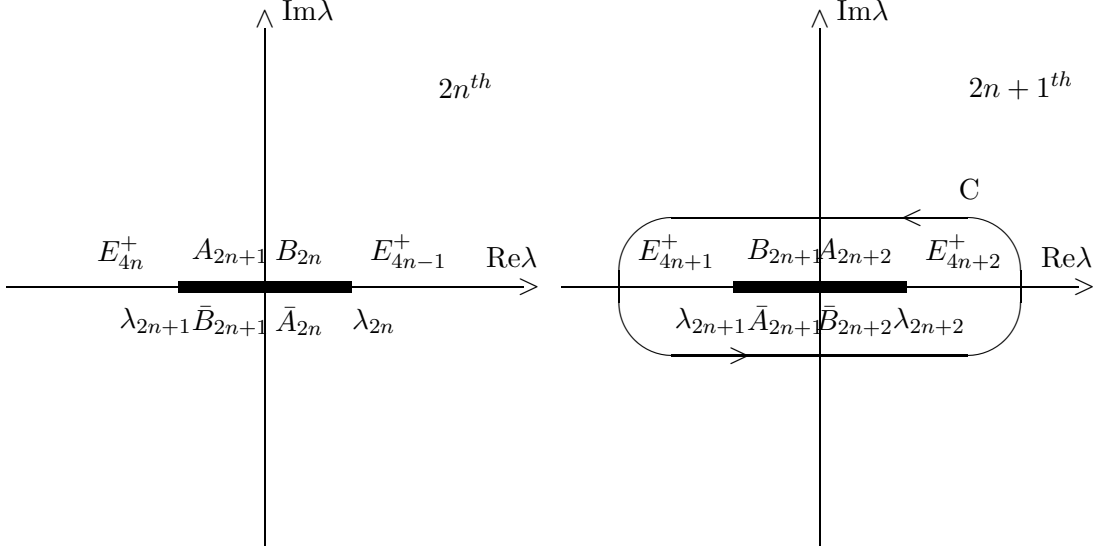 Imλ
2n^{th}
E^+_{4n} A_{2n+1} B_{2n} E^+_{4n-1} Reλ
λ_{2n+1} B̄_{2n+1} Ā_{2n} λ_{2n}
Imλ
2n + 1^{th}
C
E^+_{4n+1} B_{2n+1} A_{2n+2} E^+_{4n+2} Reλ
λ_{2n+1} Ā_{2n+1} B̄_{2n+2} λ_{2n+2}